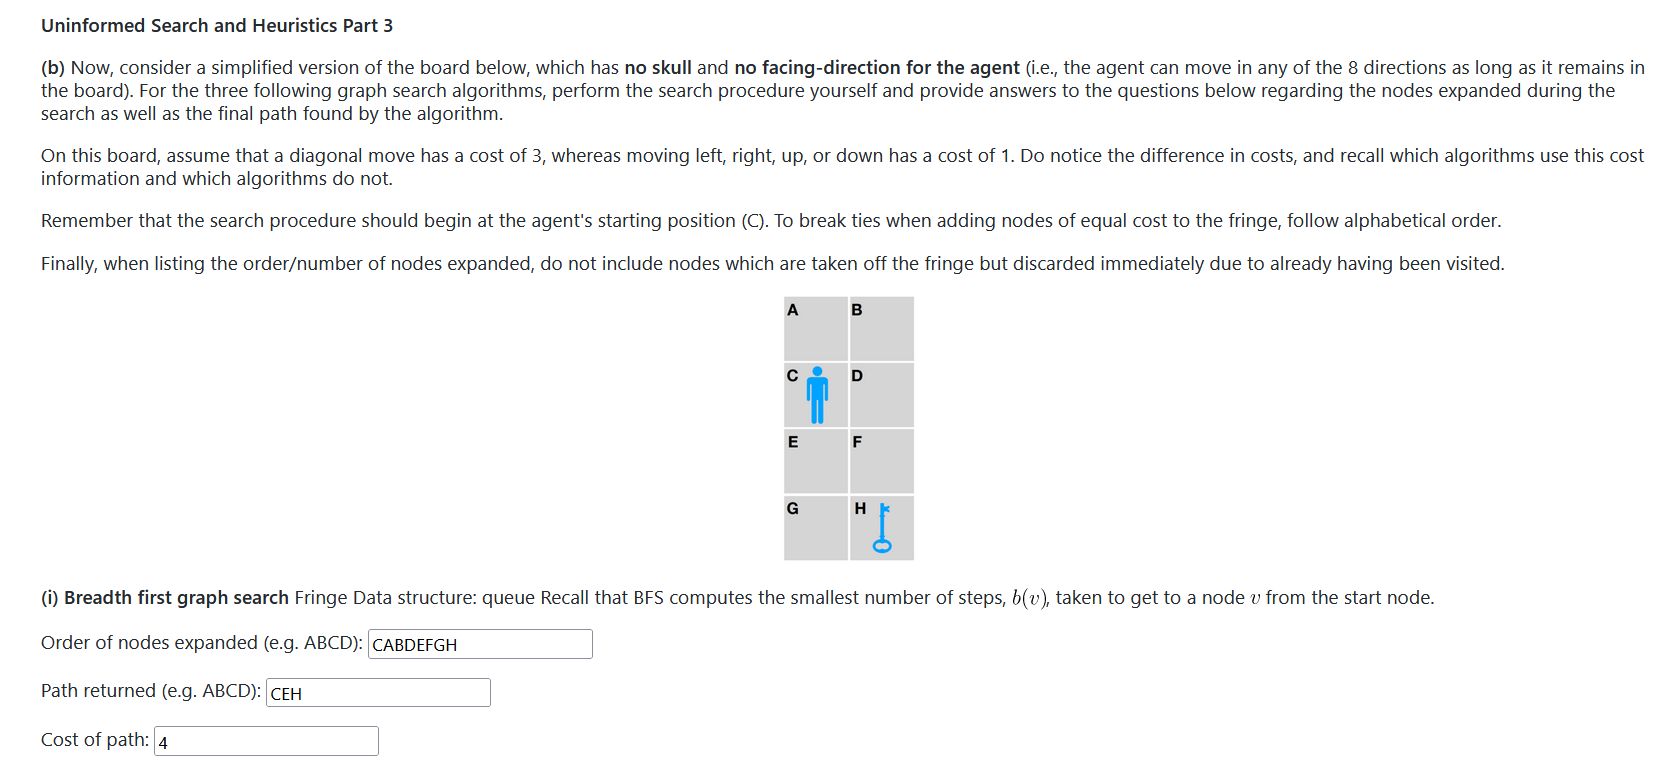 Uninformed Search and Heuristics Part 3
(b) Now, consider a simplified version of the board below, which has no skull and no facing-direction for the agent (i.e., the agent can move in any of the 8 directions as long as it remains in
the board). For the three following graph search algorithms, perform the search procedure yourself and provide answers to the questions below regarding the nodes expanded during the
search as well as the final path found by the algorithm.
On this board, assume that a diagonal move has a cost of 3, whereas moving left, right, up, or down has a cost of 1. Do notice the difference in costs, and recall which algorithms use this cost
information and which algorithms do not.
Remember that the search procedure should begin at the agent's starting position (C). To break ties when adding nodes of equal cost to the fringe, follow alphabetical order.
Finally, when listing the order/number of nodes expanded, do not include nodes which are taken off the fringe but discarded immediately due to already having been visited.
A B
C D
E F
G H
(i) Breadth first graph search Fringe Data structure: queue Recall that BFS computes the smallest number of steps, b(v), taken to get to a node v from the start node.
Order of nodes expanded (e.g. ABCD): CABDEFGH
Path returned (e.g. ABCD): CEH
Cost of path: 4